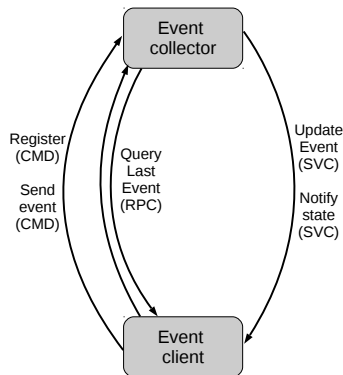 Event
collector
Register
(CMD)
Send
event
(CMD)
Query
Last
Event
(RPC)
Update
Event
(SVC)
Notify
state
(SVC)
Event
client